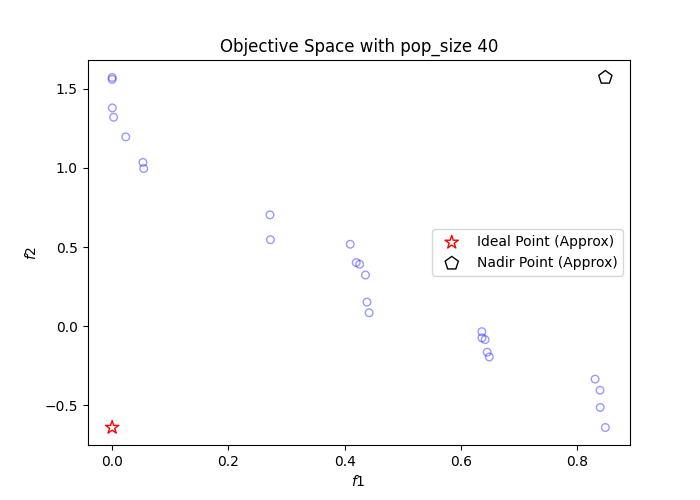 Objective Space with pop_size 40
f2
1.5
1.0
0.5
0.0
−0.5
Ideal Point (Approx)
Nadir Point (Approx)
0.0 0.2 0.4 0.6 0.8
f1